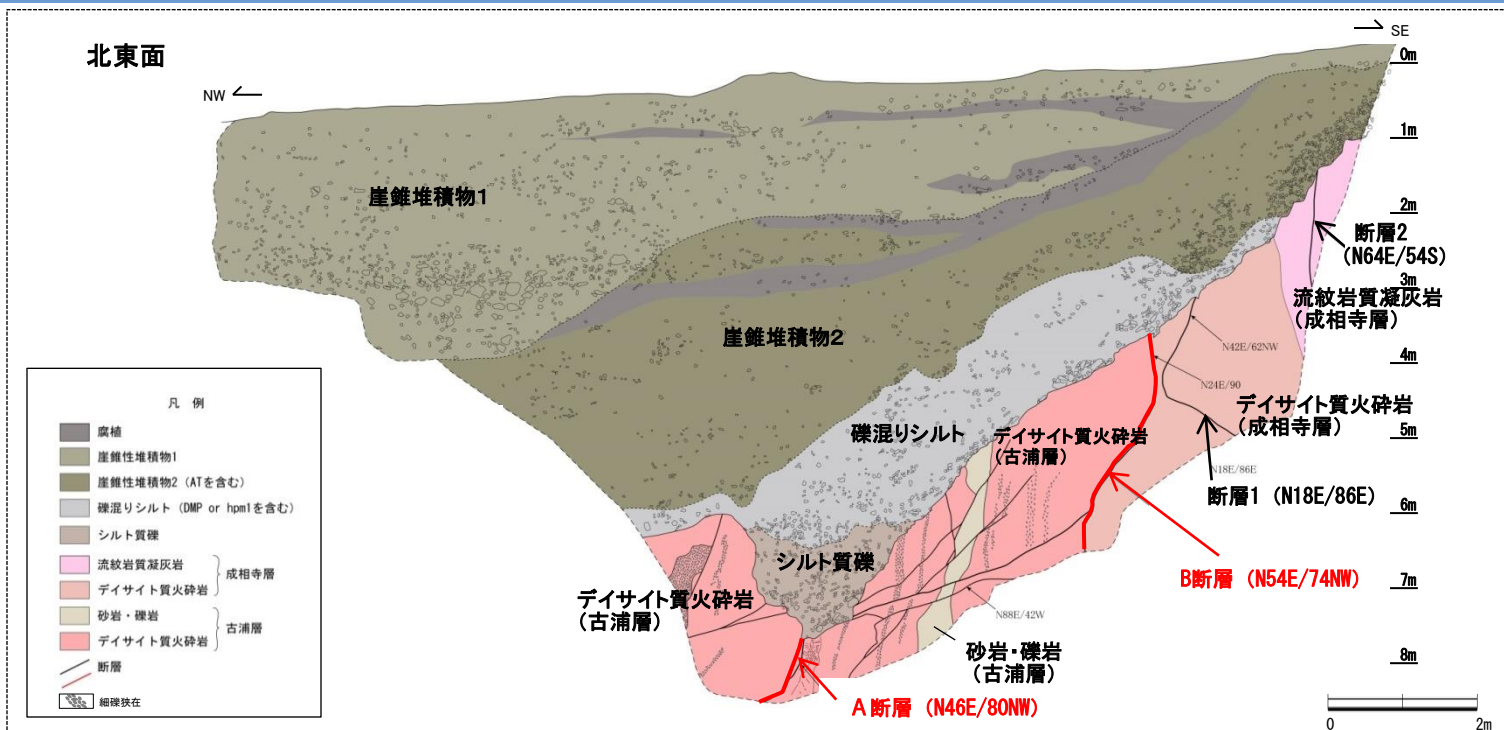 北東面
NW
SE
0m
1m
2m
3m
4m
5m
6m
7m
8m
崖錐堆積物1
崖錐堆積物2
断層2
(N64E/54S)
流紋岩質凝灰岩
(成相寺層)
N42E/62NW
N24E/90
デイサイト質火砕岩
(成相寺層)
礫混りシルト
デイサイト質火砕岩
(古浦層)
N18E/86E
断層1 (N18E/86E)
シルト質礫
B断層 (N54E/74NW)
デイサイト質火砕岩
(古浦層)
N88E/42W
砂岩・礫岩
(古浦層)
A断層 (N46E/80NW)
凡 例
腐植
崖錐性堆積物1
崖錐性堆積物2 (ATを含む)
礫混りシルト (DMP or hpm1を含む)
シルト質礫
流紋岩質凝灰岩
成相寺層
デイサイト質火砕岩
砂岩・礫岩
古浦層
デイサイト質火砕岩
断層
細礫狭在
0 2m